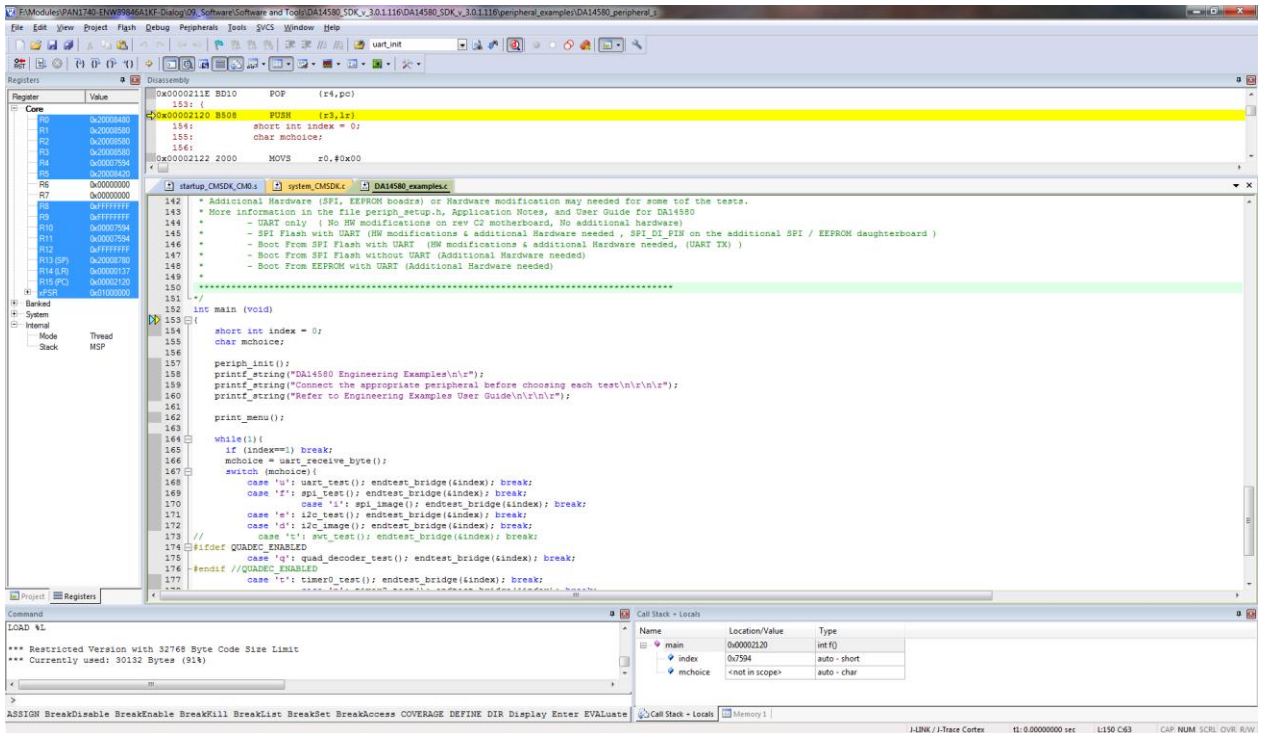 F:\Modules\PAN1740-ENW89846A1KF-Dialog\09._Software\Software and Tools\DA14580_SDK_v_3.0.1.116\DA14580_SDK_v_3.0.1.116\peripheral_examples\DA14580_peripheral_s
File Edit View Project Flash Debug Peripherals Tools SVCS Window Help
uart_init
Registers
Disassembly
Register Value
Core
R0 0x20008480
R1 0x20008580
R2 0x20008580
R3 0x20008580
R4 0x00007594
R5 0x20008420
R6 0x00000000
R7 0x00000000
R8 0xFFFFFFFF
R9 0xFFFFFFFF
R10 0x00007594
R11 0x00007594
R12 0xFFFFFFFF
R13 (SP) 0x20008780
R14 (LR) 0x00000137
R15 (PC) 0x00002120
xPSR 0x01000000
Banked
System
Internal
Mode Thread
Stack MSP
Project Registers
0x0000211E BD10 POP {r4,pc}
153: {
0x00002120 B508 PUSH {r3,lr}
154: short int index = 0;
155: char mchoice;
156:
0x00002122 2000 MOVS r0,#0x00
startup_CMSDK_CM0.s system_CMSDK.c DA14580_examples.c
142 * Addicional Hardware (SPI, EEPROM boadrs) or Hardware modification may needed for some tof the tests.
143 * More information in the file periph_setup.h, Application Notes, and User Guide for DA14580
144 * - UART only ( No HW modifications on rev C2 motherboard, No additional hardware)
145 * - SPI Flash with UART (HW modifications & additional Hardware needed , SPI_DI_PIN on the additional SPI / EEPROM daughterboard )
146 * - Boot From SPI Flash with UART (HW modifications & additional Hardware needed, (UART TX) )
147 * - Boot From SPI Flash without UART (Additional Hardware needed)
148 * - Boot From EEPROM with UART (Additional Hardware needed)
149 *
150 ****************************************************************************************
151 */
152 int main (void)
153 {
154 short int index = 0;
155 char mchoice;
156
157 periph_init();
158 printf_string("DA14580 Engineering Examples\n\r");
159 printf_string("Connect the appropriate peripheral before choosing each test\n\r\n\r");
160 printf_string("Refer to Engineering Examples User Guide\n\r\n\r");
161
162 print_menu();
163
164 while(1){
165 if (index==1) break;
166 mchoice = uart_receive_byte();
167 switch (mchoice){
168 case 'u': uart_test(); endtest_bridge(&index); break;
169 case 'f': spi_test(); endtest_bridge(&index); break;
170 case 'i': spi_image(); endtest_bridge(&index); break;
171 case 'e': i2c_test(); endtest_bridge(&index); break;
172 case 'd': i2c_image(); endtest_bridge(&index); break;
173 // case 't': swt_test(); endtest_bridge(&index); break;
174 #ifdef QUADEC_ENABLED
175 case 'q': quad_decoder_test(); endtest_bridge(&index); break;
176 #endif //QUADEC_ENABLED
177 case 't': timer0_test(); endtest_bridge(&index); break;
Command
LOAD %L
*** Restricted Version with 32768 Byte Code Size Limit
*** Currently used: 30132 Bytes (91%)
>
ASSIGN BreakDisable BreakEnable BreakKill BreakList BreakSet BreakAccess COVERAGE DEFINE DIR Display Enter EVALuate
Call Stack + Locals
Name Location/Value Type
main 0x00002120 int f()
index 0x7594 auto - short
mchoice <not in scope> auto - char
Call Stack + Locals Memory 1
J-LINK / J-Trace Cortex t1: 0.00000000 sec L:150 C:63 CAP NUM SCRL OVR R/W